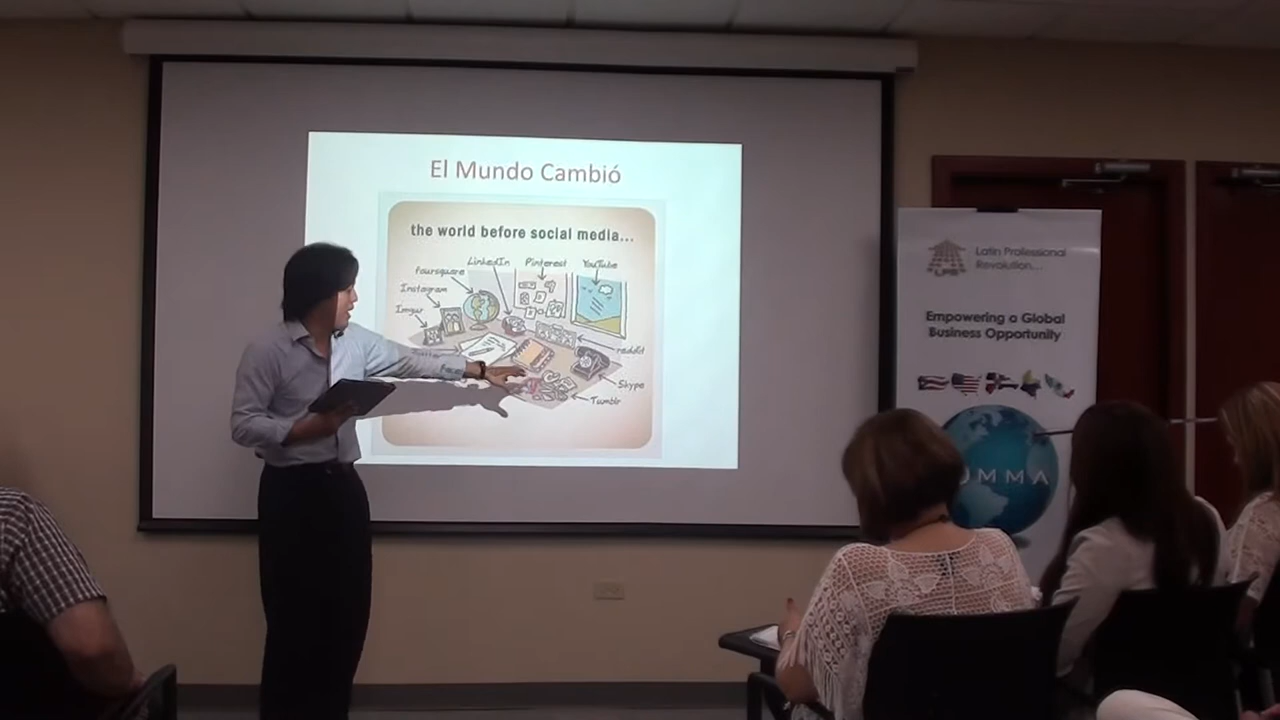 El Mundo Cambió
the world before social media...
LinkedIn
Pinterest
YouTube
foursquare
Instagram
Imgur
reddit
Skype
Tumblr
Latin Professional
Revolution...
Empowering a Global
Business Opportunity